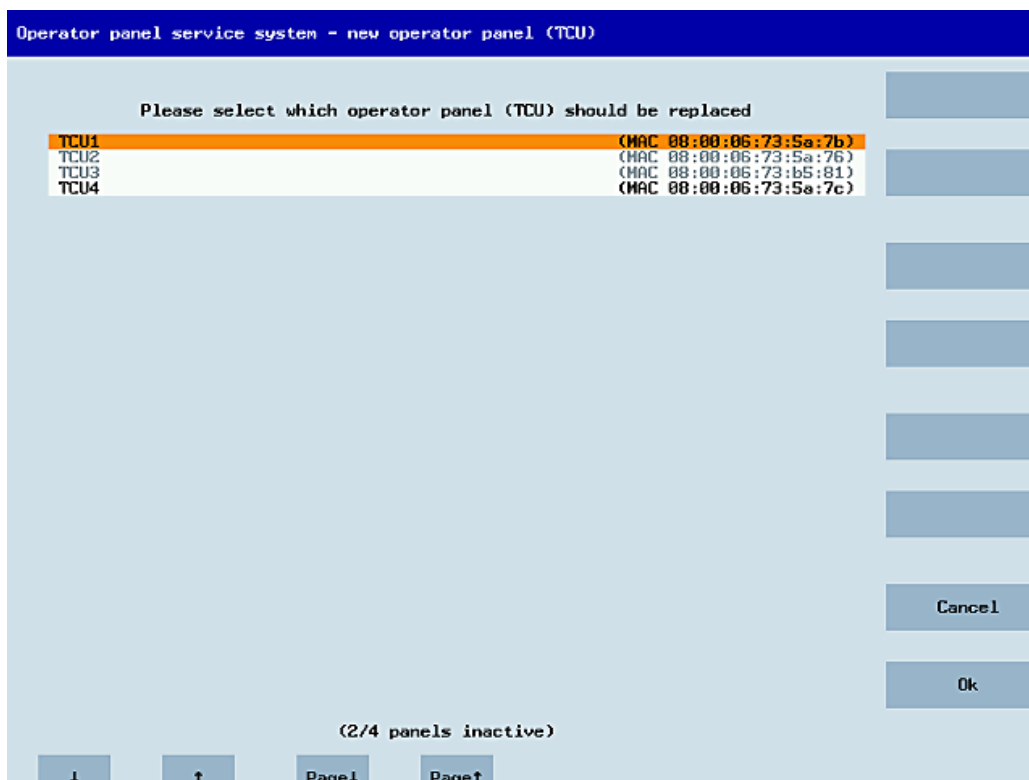 Operator panel service system - new operator panel (TCU)
Please select which operator panel (TCU) should be replaced
TCU1 (MAC 08:00:06:73:5a:7b)
TCU2 (MAC 08:00:06:73:5a:76)
TCU3 (MAC 08:00:06:73:b5:81)
TCU4 (MAC 08:00:06:73:5a:7c)
Cancel
Ok
(2/4 panels inactive)
↓ ↑ Page↓ Page↑